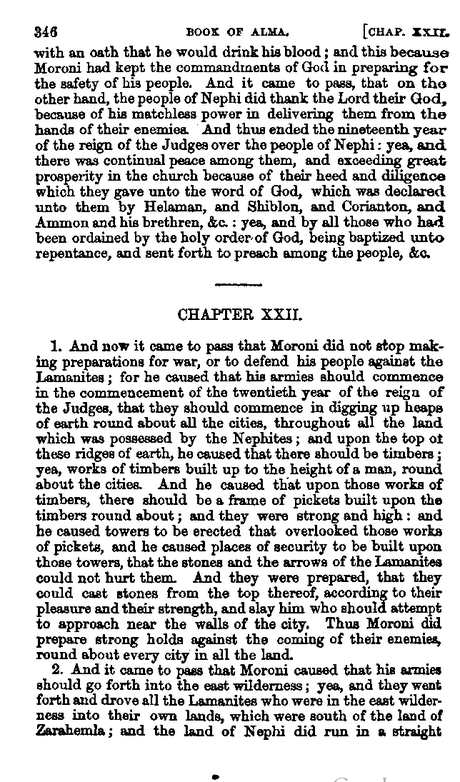 346 BOOK OF ALMA. [CHAP. XXII.
with an oath that he would drink his blood; and this because
Moroni had kept the commandments of God in preparing for
the safety of his people. And it came to pass, that on the
other hand, the people of Nephi did thank the Lord their God,
because of his matchless power in delivering them from the
hands of their enemies. And thus ended the nineteenth year
of the reign of the Judges over the people of Nephi: yea, and
there was continual peace among them, and exceeding great
prosperity in the church because of their heed and diligence
which they gave unto the word of God, which was declared
unto them by Helaman, and Shiblon, and Corianton, and
Ammon and his brethren, &c.: yea, and by all those who had
been ordained by the holy order of God, being baptized unto
repentance, and sent forth to preach among the people, &c.
CHAPTER XXII.
1. And now it came to pass that Moroni did not stop mak-
ing preparations for war, or to defend his people against the
Lamanites; for he caused that his armies should commence
in the commencement of the twentieth year of the reign of
the Judges, that they should commence in digging up heaps
of earth round about all the cities, throughout all the land
which was possessed by the Nephites; and upon the top of
these ridges of earth, he caused that there should be timbers;
yea, works of timbers built up to the height of a man, round
about the cities. And he caused that upon those works of
timbers, there should be a frame of pickets built upon the
timbers round about; and they were strong and high: and
he caused towers to be erected that overlooked those works
of pickets, and he caused places of security to be built upon
those towers, that the stones and the arrows of the Lamanites
could not hurt them. And they were prepared, that they
could cast stones from the top thereof, according to their
pleasure and their strength, and slay him who should attempt
to approach near the walls of the city. Thus Moroni did
prepare strong holds against the coming of their enemies,
round about every city in all the land.
2. And it came to pass that Moroni caused that his armies
should go forth into the east wilderness; yea, and they went
forth and drove all the Lamanites who were in the east wilder-
ness into their own lands, which were south of the land of
Zarahemla; and the land of Nephi did run in a straight